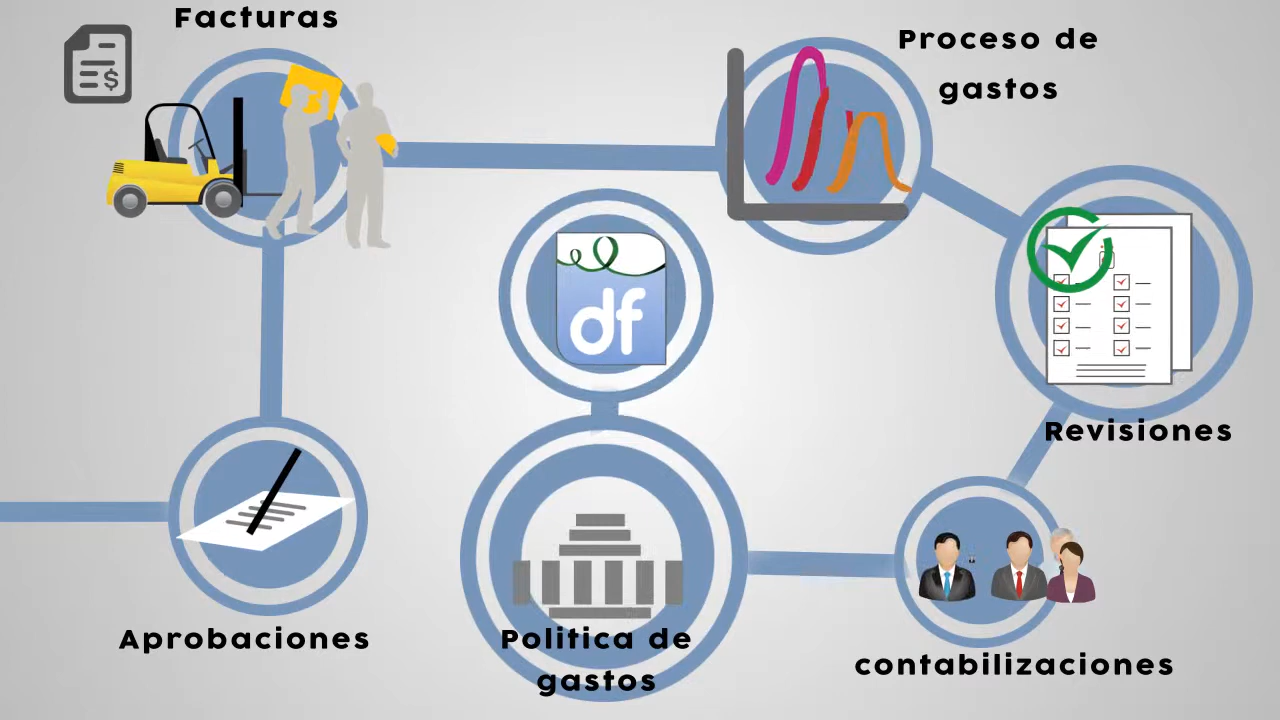 Facturas
$
Proceso de
gastos
df
Revisiones
Aprobaciones
Politica de
gastos
contabilizaciones